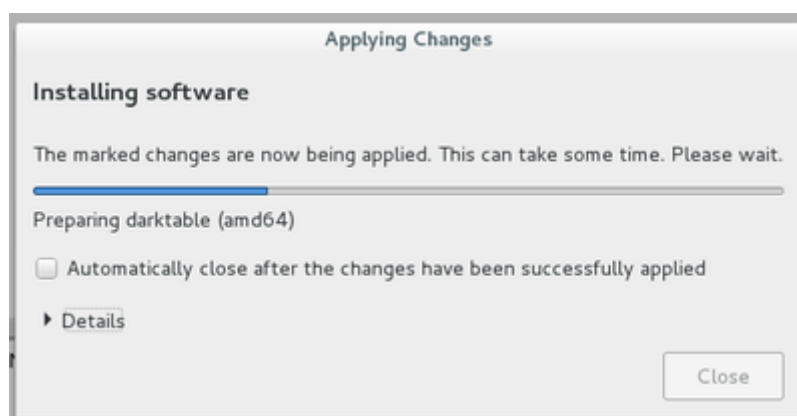 Applying Changes
Installing software
The marked changes are now being applied. This can take some time. Please wait.
Preparing darktable (amd64)
Automatically close after the changes have been successfully applied
Details
Close